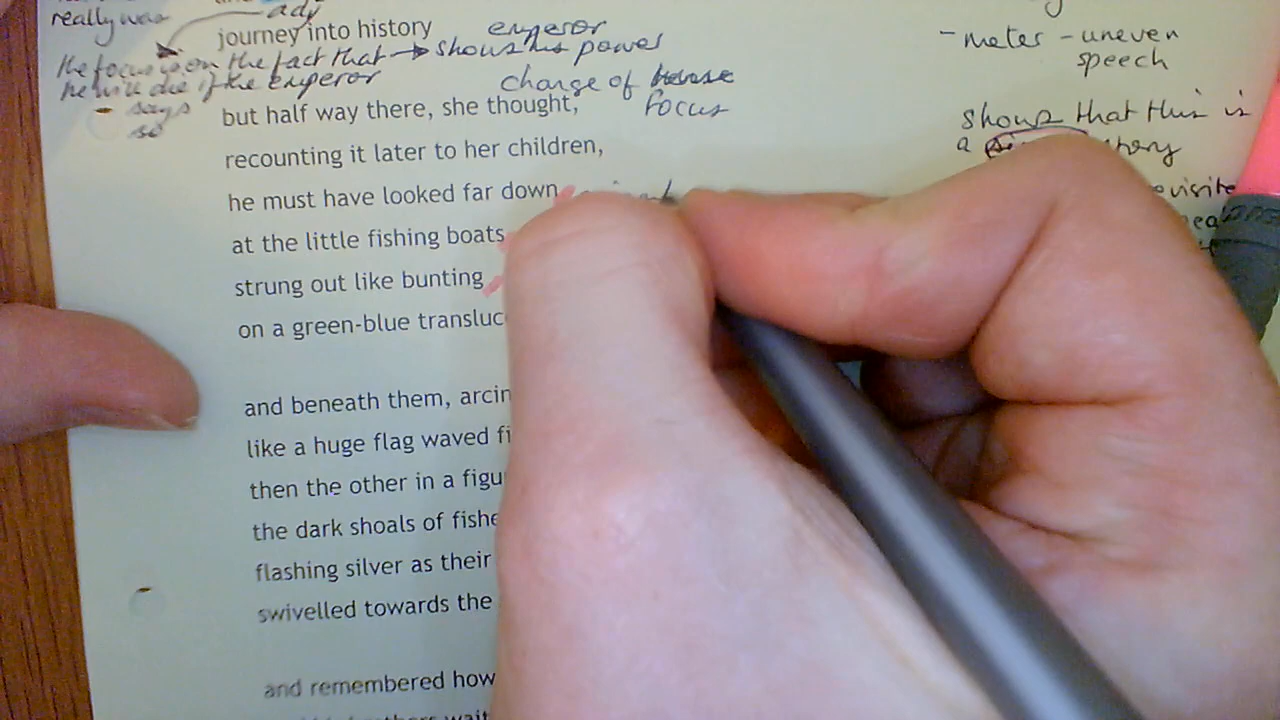 really was
ady
journey into history
emperor
the focus is on the fact that → shows his power
he will die if the emperor
says
so
change of
focus
but half way there, she thought,
recounting it later to her children,
he must have looked far down
at the little fishing boats
strung out like bunting
on a green-blue transluc
and beneath them, arcin
like a huge flag waved fi
then the other in a figu
the dark shoals of fishe
flashing silver as their
swivelled towards the
and remembered how
- meter - uneven
speech
shows that this is
a